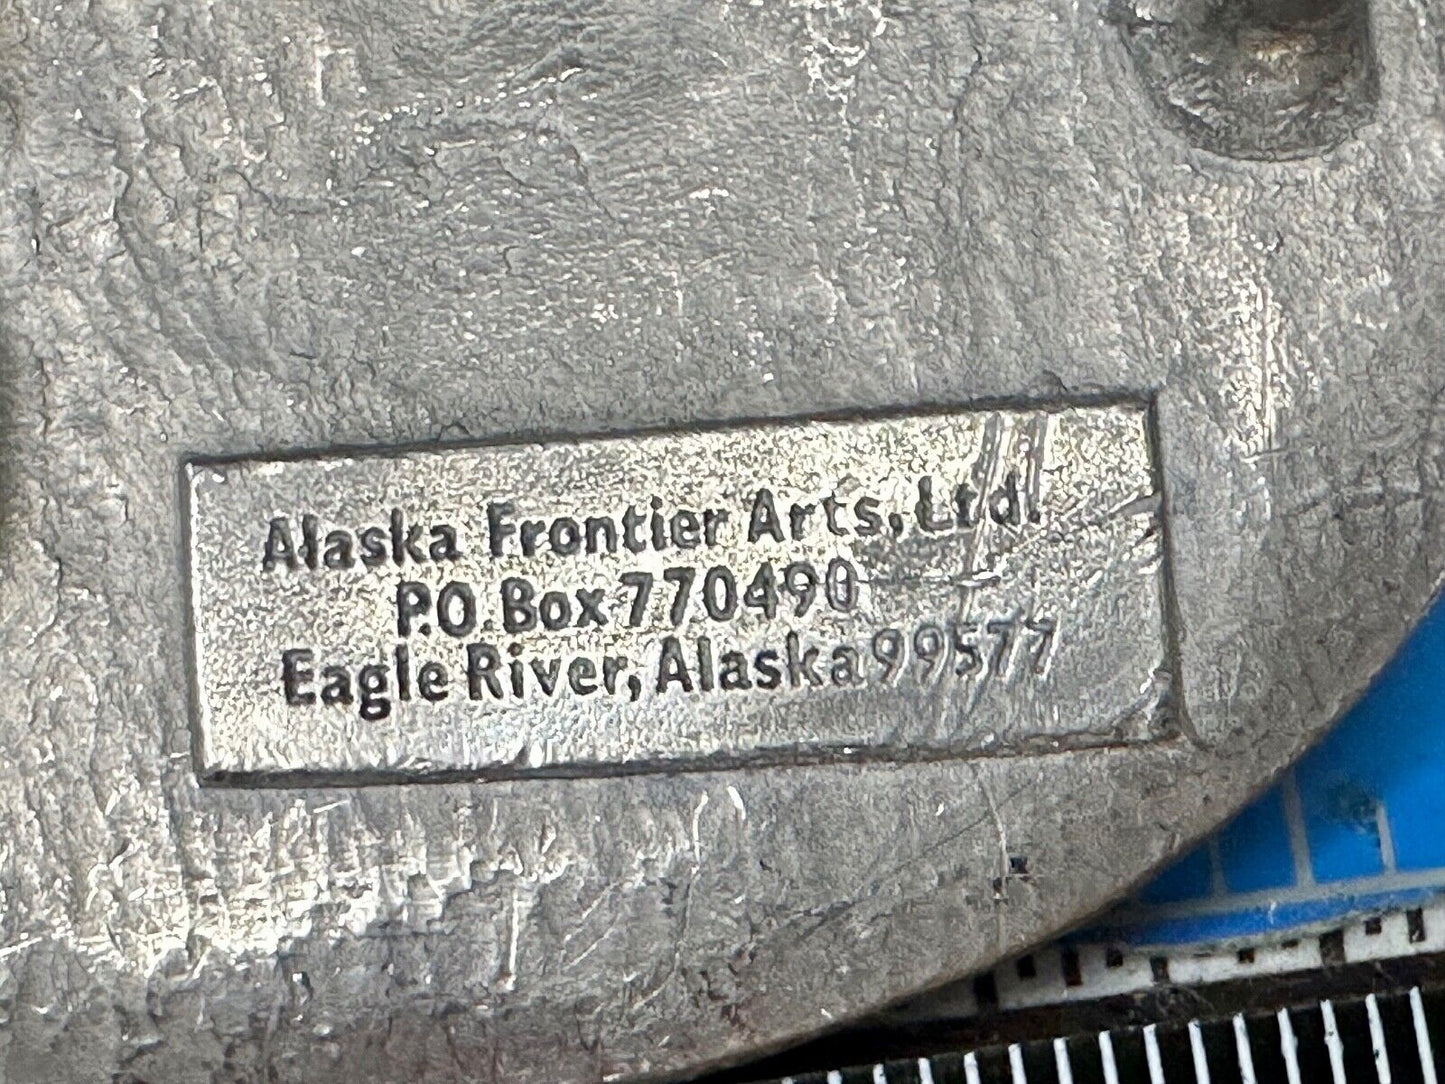 Alaska Frontier Arts, Ltd.
P.O. Box 770490
Eagle River, Alaska 99577